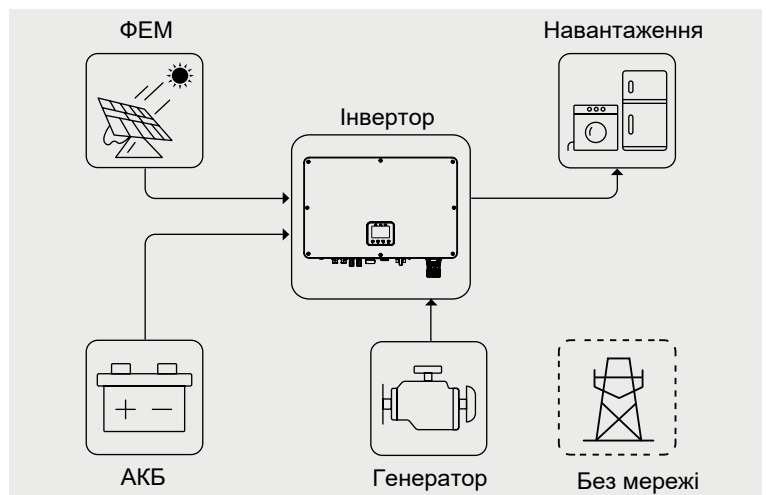 ФЕМ
Навантаження
Інвертор
АКБ
Генератор
Без мережі